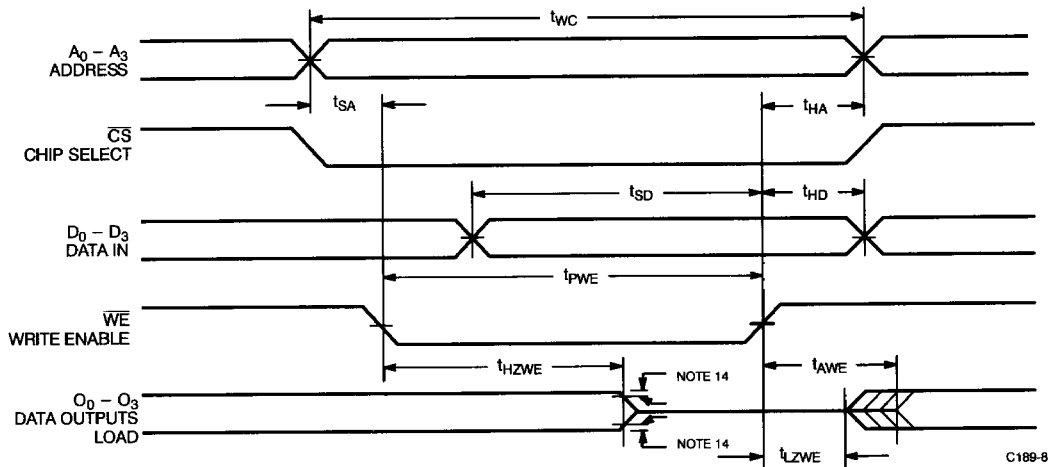 tWC
A0 – A3
ADDRESS
tSA
tHA
CS
CHIP SELECT
tSD
tHD
D0 – D3
DATA IN
tPWE
WE
WRITE ENABLE
tHZWE
tAWE
NOTE 14
O0 – O3
DATA OUTPUTS
LOAD
NOTE 14
tLZWE
C189-8